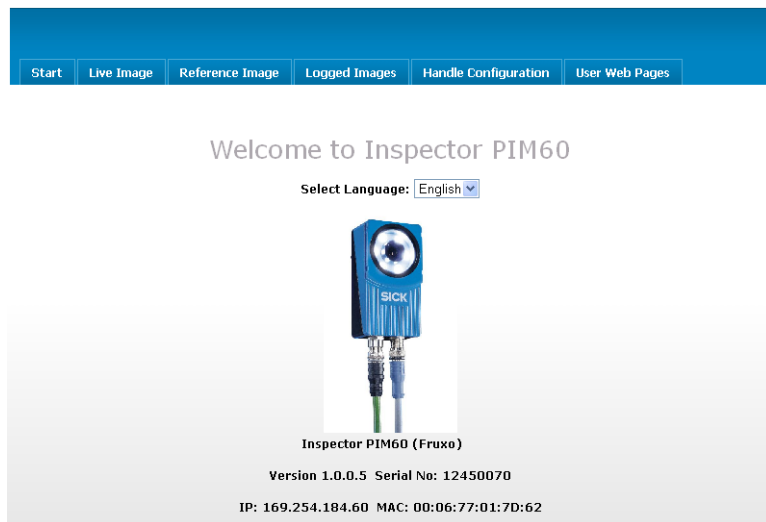 Start Live Image Reference Image Logged Images Handle Configuration User Web Pages
Welcome to Inspector PIM60
Select Language: English
SICK
Inspector PIM60 (Fruxo)
Version 1.0.0.5 Serial No: 12450070
IP: 169.254.184.60 MAC: 00:06:77:01:7D:62